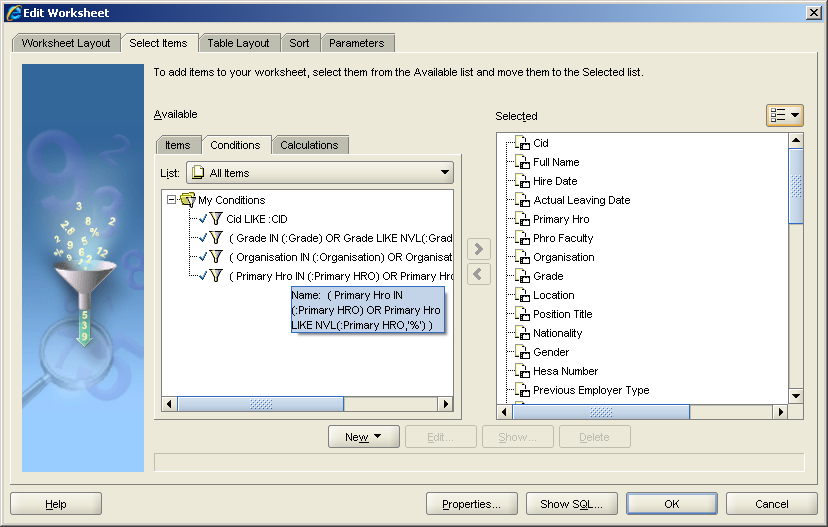 Edit Worksheet
Worksheet Layout
Select Items
Table Layout
Sort
Parameters
To add items to your worksheet, select them from the Available list and move them to the Selected list.
Available
Items
Conditions
Calculations
List:
All Items
My Conditions
Cid LIKE :CID
( Grade IN (:Grade) OR Grade LIKE NVL(:Grad
( Organisation IN (:Organisation) OR Organisat
( Primary Hro IN (:Primary HRO) OR Primary Hro
Name: ( Primary Hro IN
(:Primary HRO) OR Primary Hro
LIKE NVL(:Primary HRO,'%') )
Selected
Cid
Full Name
Hire Date
Actual Leaving Date
Primary Hro
Phro Faculty
Organisation
Grade
Location
Position Title
Nationality
Gender
Hesa Number
Previous Employer Type
New
Edit...
Show...
Delete
Help
Properties...
Show SQL...
OK
Cancel